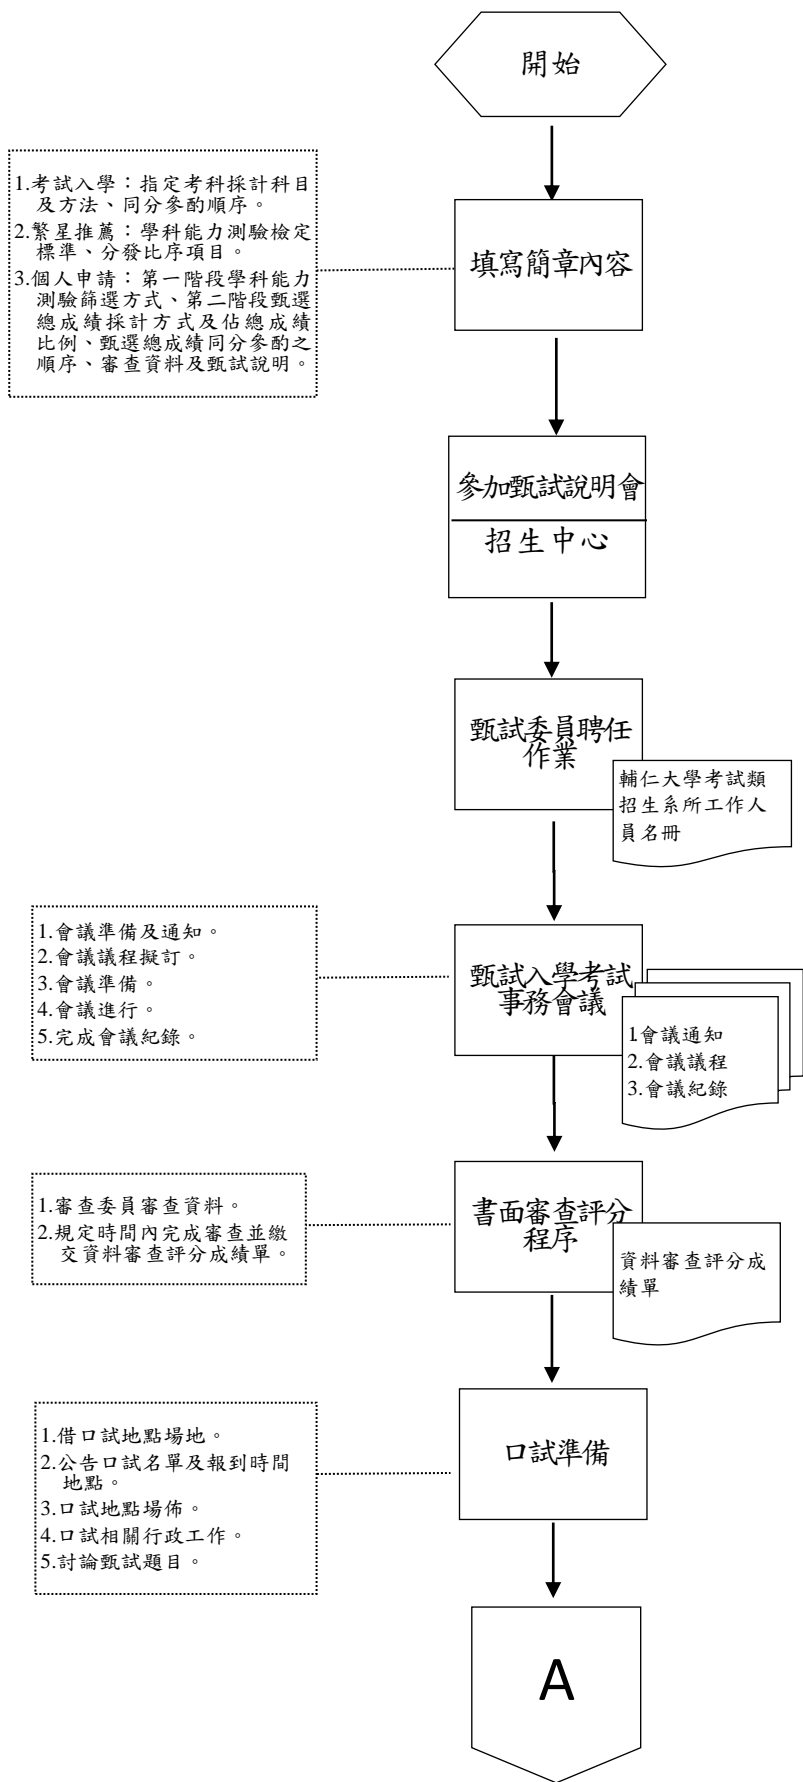 開始
1.考試入學：指定考科採計科目
及方法、同分參酌順序。
2.繁星推薦：學科能力測驗檢定
標準、分發比序項目。
3.個人申請：第一階段學科能力
測驗篩選方式、第二階段甄選
總成績採計方式及佔總成績
比例、甄選總成績同分參酌之
順序、審查資料及甄試說明。
填寫簡章內容
參加甄試說明會
招生中心
甄試委員聘任
作業
輔仁大學考試類
招生系所工作人
員名冊
1.會議準備及通知。
2.會議議程擬訂。
3.會議準備。
4.會議進行。
5.完成會議紀錄。
甄試入學考試
事務會議
1.會議通知
2.會議議程
3.會議紀錄
1.審查委員審查資料。
2.規定時間內完成審查並繳
交資料審查評分成績單。
書面審查評分
程序
資料審查評分成
績單
1.借口試地點場地。
2.公告口試名單及報到時間
地點。
3.口試地點場佈。
4.口試相關行政工作。
5.討論甄試題目。
口試準備
A